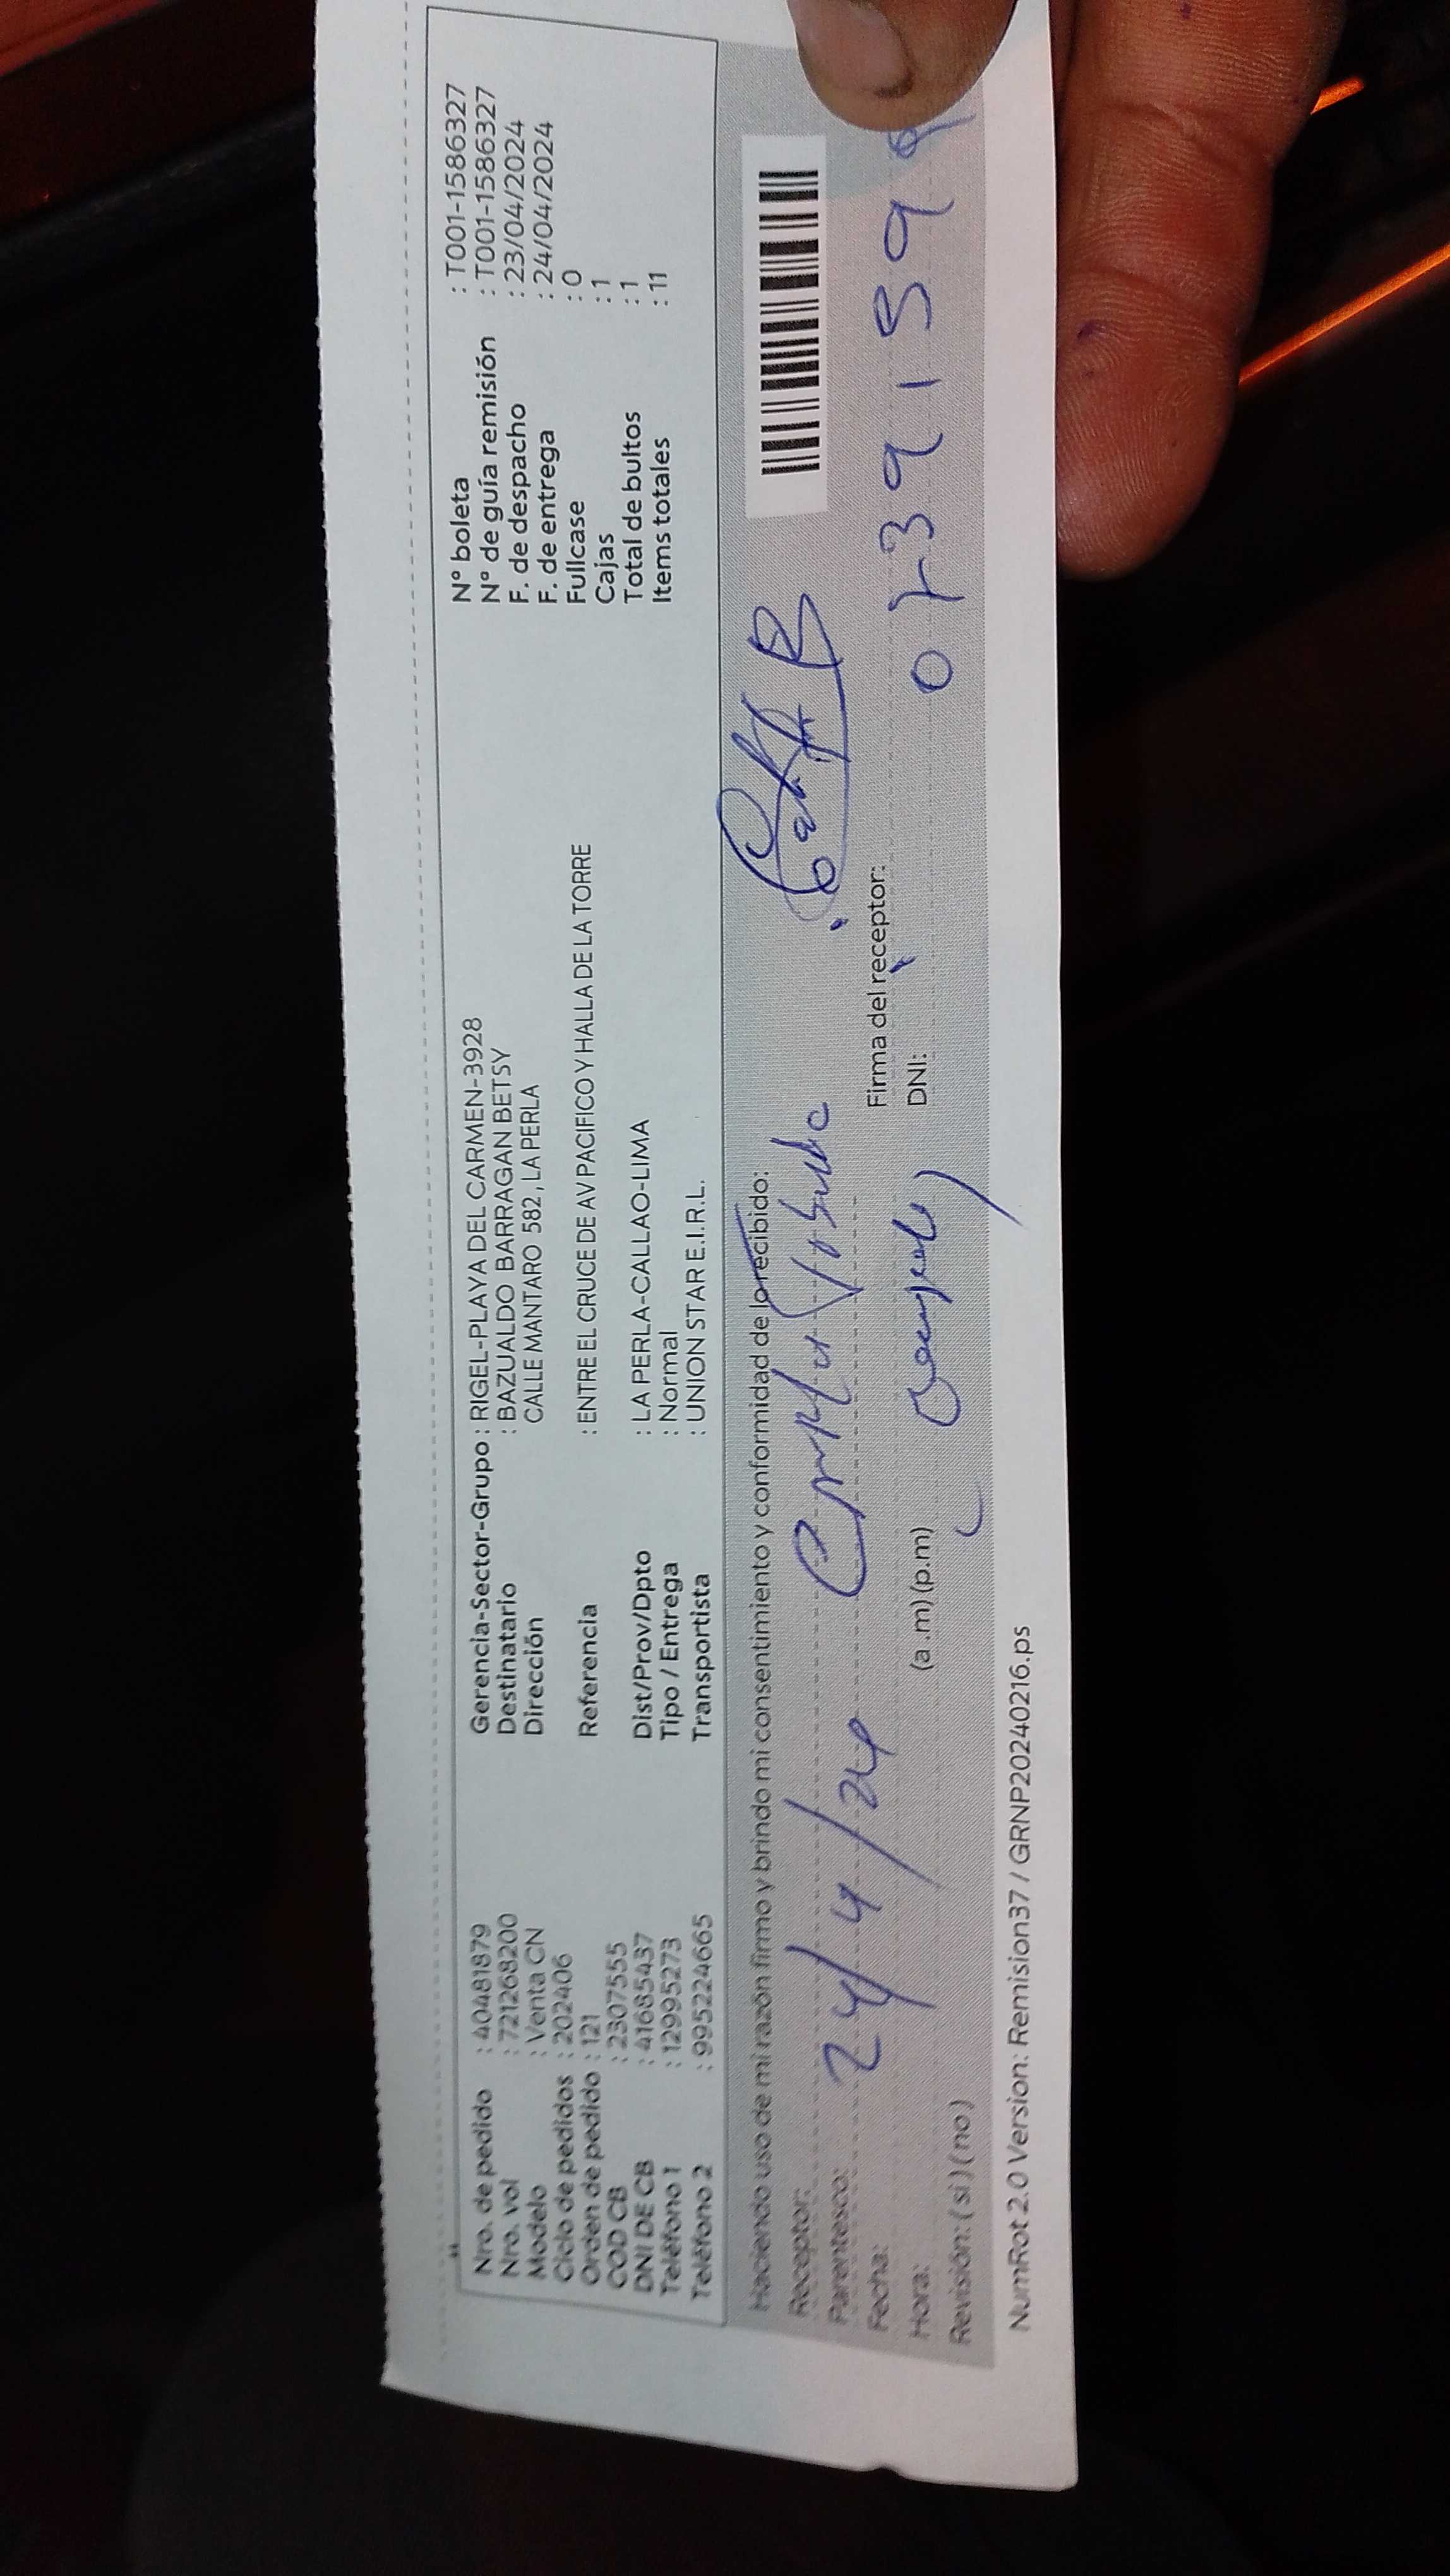 Nro. de pedido : 40481879 Gerencia-Sector-Grupo : RIGEL-PLAYA DEL CARMEN-3928 N° boleta : T001-1586327
Nro. vol : 721268200 Destinatario : BAZUALDO BARRAGAN BETSY N° de guía remisión : T001-1586327
Modelo : Venta CN Dirección CALLE MANTARO 582 , LA PERLA F. de despacho : 23/04/2024
Ciclo de pedidos : 202406 F. de entrega : 24/04/2024
Orden de pedido : 121 Referencia : ENTRE EL CRUCE DE AV PACIFICO Y HALLA DE LA TORRE Fullcase : 0
COD CB : 2307555 Cajas : 1
DNI DE CB : 41685437 Dist/Prov/Dpto : LA PERLA-CALLAO-LIMA Total de bultos : 1
Teléfono 1 : 12995273 Tipo / Entrega : Normal Items totales : 11
Teléfono 2 : 995224665 Transportista : UNION STAR E.I.R.L.
Haciendo uso de mi razón firmo y brindo mi consentimiento y conformidad de lo recibido:
Receptor:
Parentesco: 24/4/24
Fecha: Firma del receptor:
Hora: (a.m) (p.m) DNI: 0739159
Revisión: ( si ) ( no )
NumRot 2.0 Version: Remision37 / GRNP20240216.ps